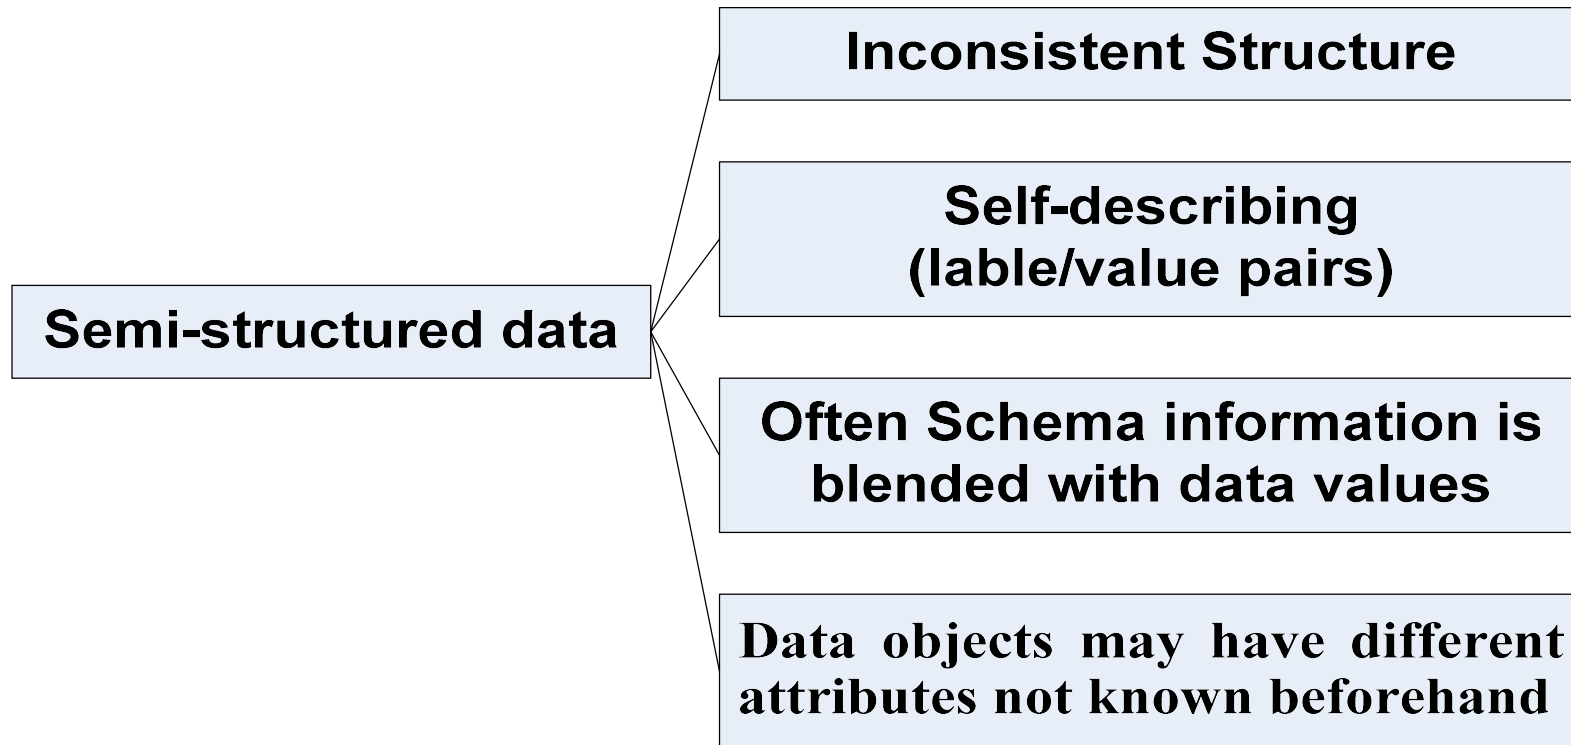 Inconsistent Structure
Self-describing
(lable/value pairs)
Semi-structured data
Often Schema information is
blended with data values
Data objects may have different
attributes not known beforehand